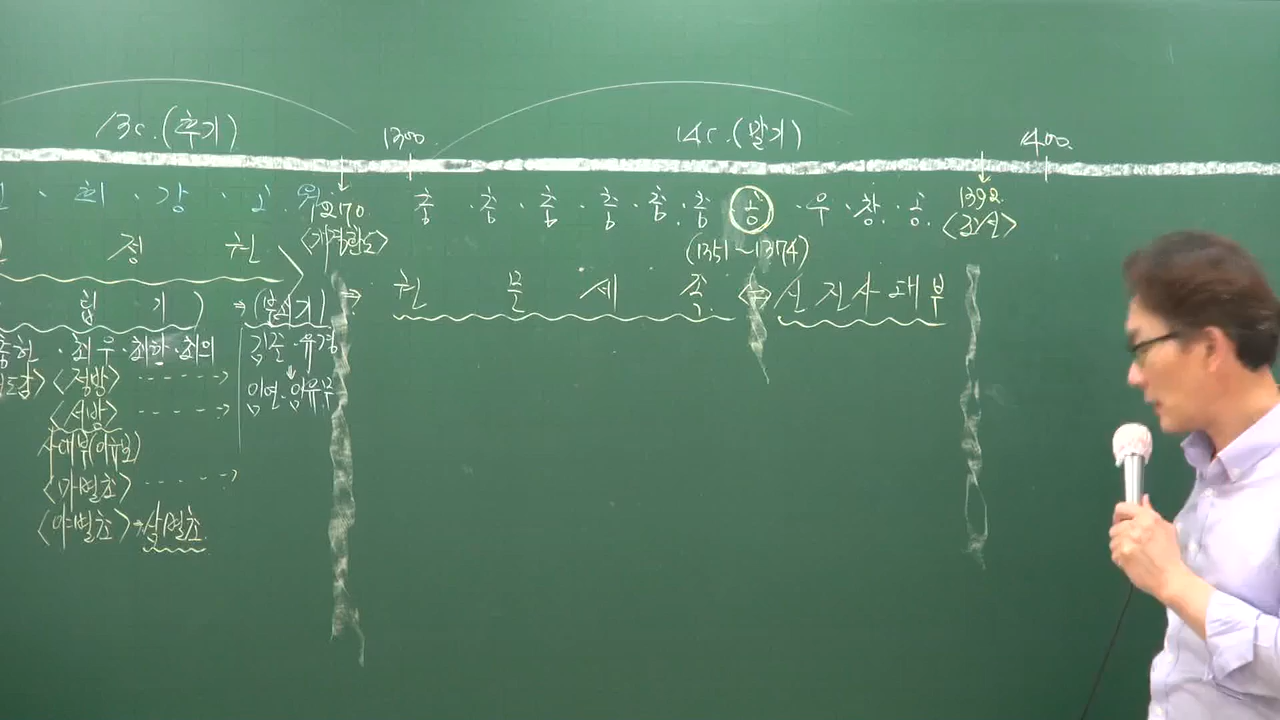 13C.(후기) 1300 14C.(말기) 1400
· 희 · 강 · 고 · 원 1270. <개경환도> 충 · 충 · 충 · 충 · 충 · 충 공 · 우 · 창 · 공. 1392. <조선>
(1351~1374)
정 권
립 기) → (붕괴기) ⇒ 권 문 세 족 ⇔ 신진사대부
충헌 · 최우 · 최항 · 최의 김준 · 유경
<정방> ------>
임연 · 임유무
<서방> ------>
사대부(이규보)
<마별초> ------>
<야별초> → 삼별초